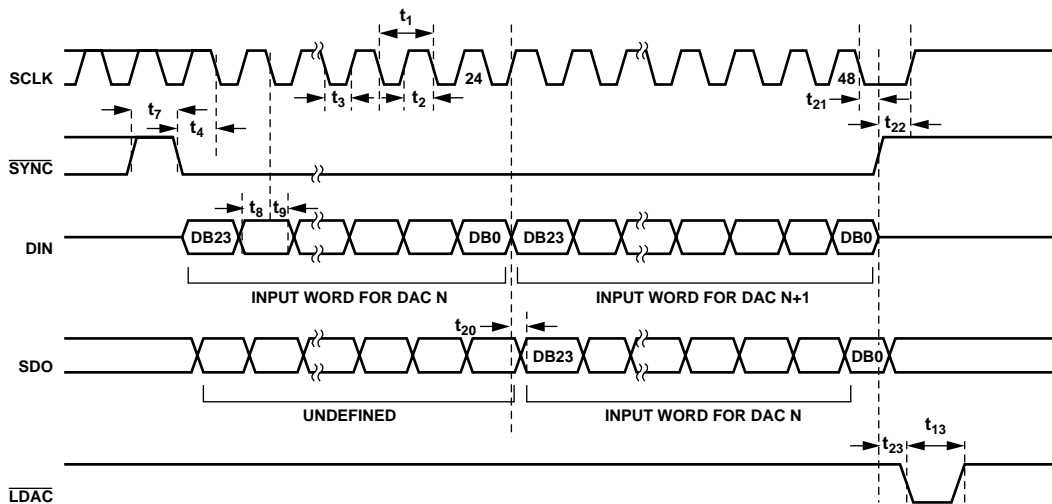 t1
SCLK
24
48
t3
t2
t21
t7
t4
t22
SYNC
t8
t9
DIN
DB23
DB0
DB23
DB0
INPUT WORD FOR DAC N
INPUT WORD FOR DAC N+1
t20
SDO
DB23
DB0
UNDEFINED
INPUT WORD FOR DAC N
t23
t13
LDAC